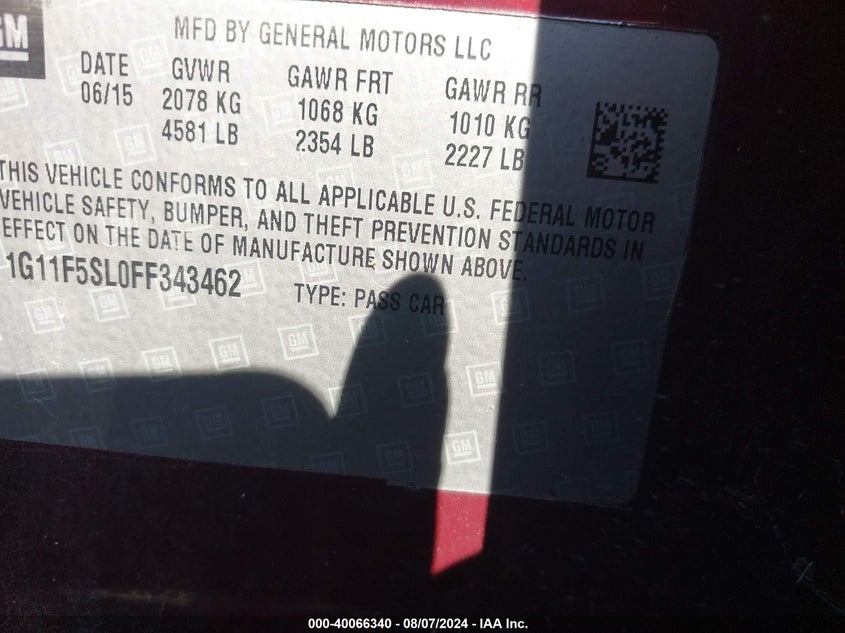 GM
MFD BY GENERAL MOTORS LLC
DATE GVWR GAWR FRT GAWR RR
06/15 2078 KG 1068 KG 1010 KG
4581 LB 2354 LB 2227 LB
THIS VEHICLE CONFORMS TO ALL APPLICABLE U.S. FEDERAL MOTOR
VEHICLE SAFETY, BUMPER, AND THEFT PREVENTION STANDARDS IN
EFFECT ON THE DATE OF MANUFACTURE SHOWN ABOVE.
1G11F5SL0FF343462 TYPE: PASS CAR
000-40066340 - 08/07/2024 - IAA Inc.